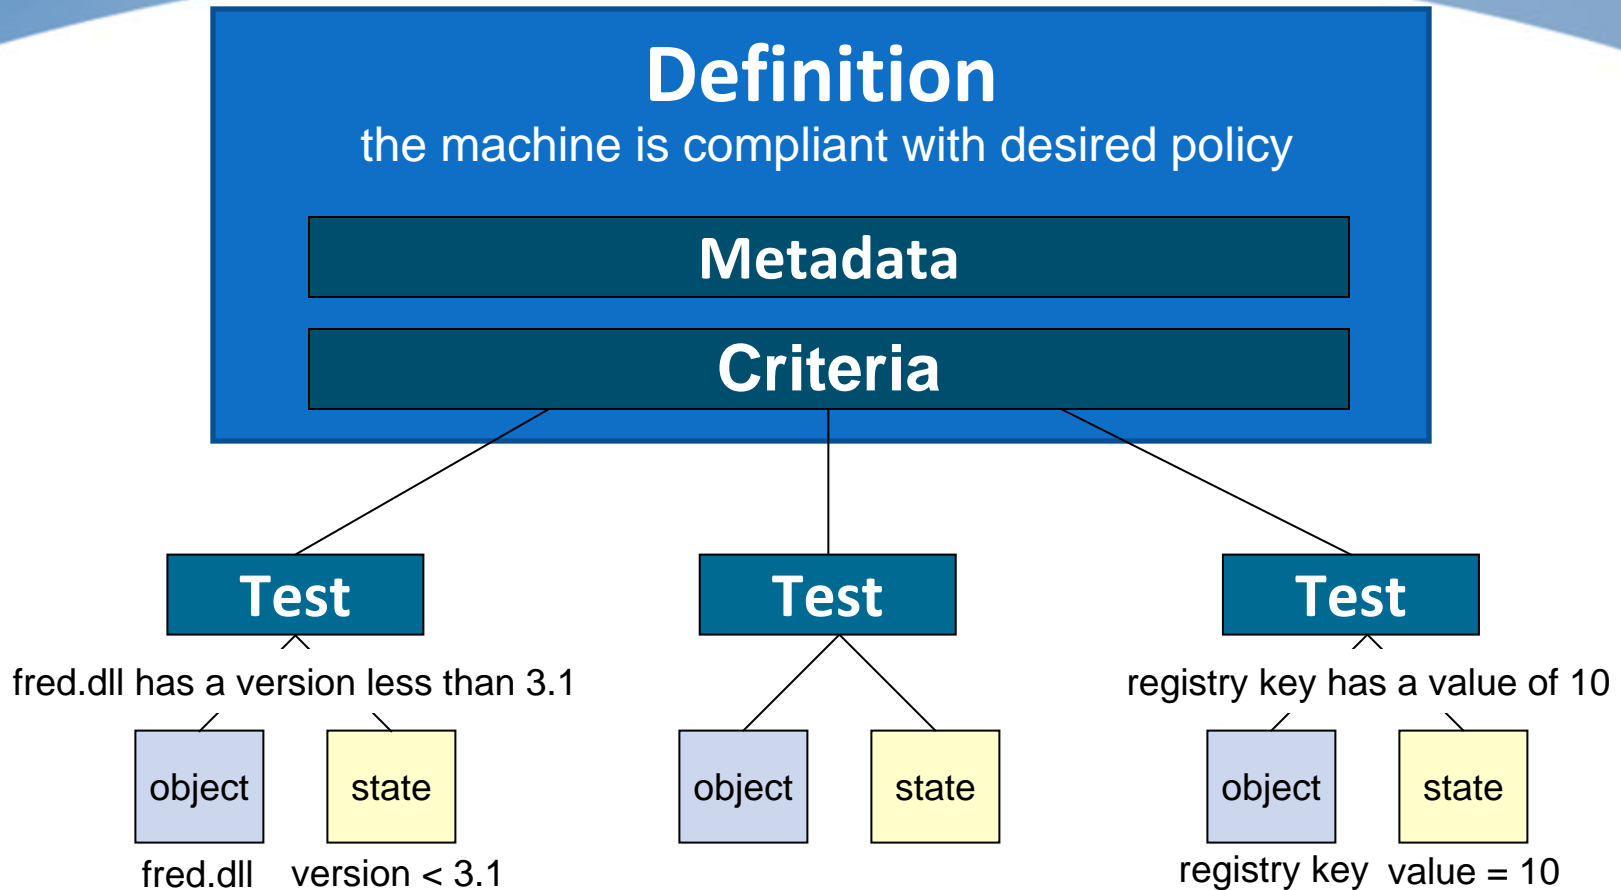 Definition
the machine is compliant with desired policy
Metadata
Criteria
Test
Test
Test
fred.dll has a version less than 3.1
registry key has a value of 10
object
state
object
state
object
state
fred.dll
version < 3.1
registry key
value = 10